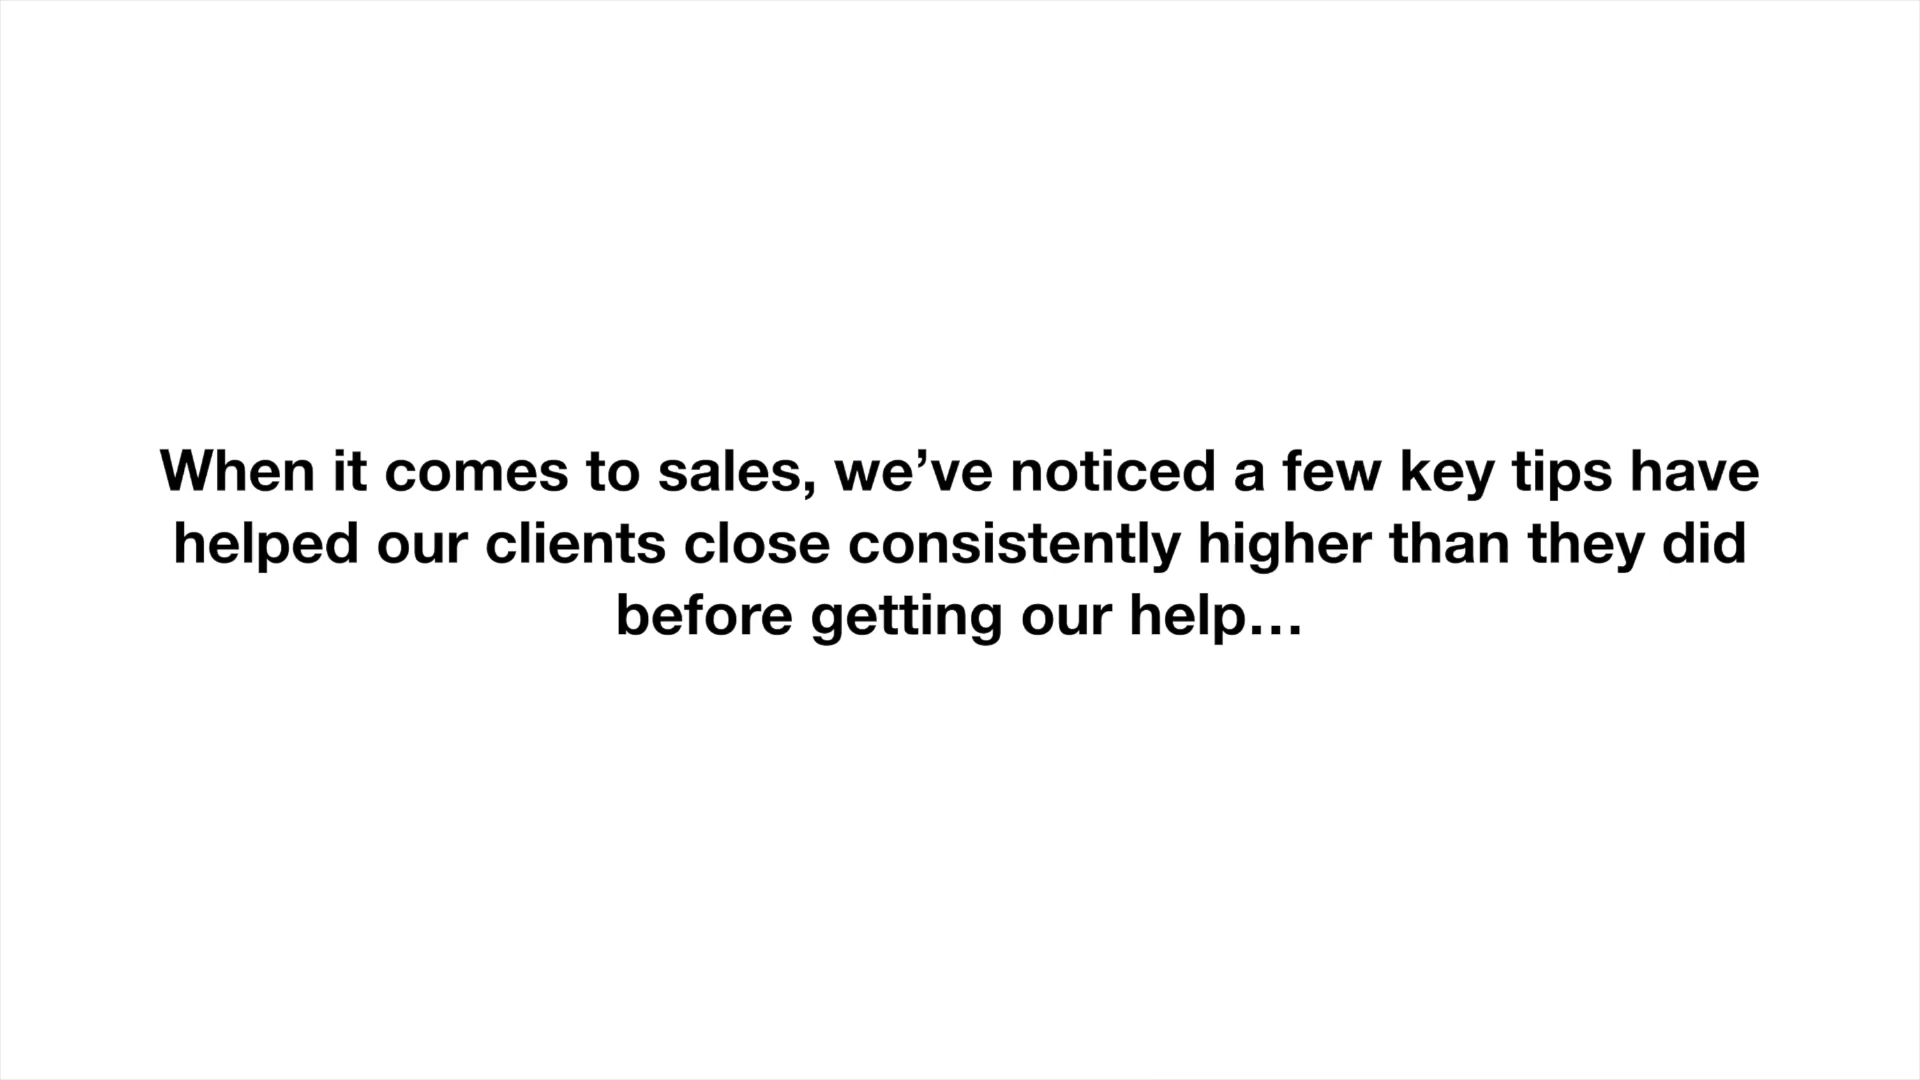 When it comes to sales, we’ve noticed a few key tips have
helped our clients close consistently higher than they did
before getting our help…